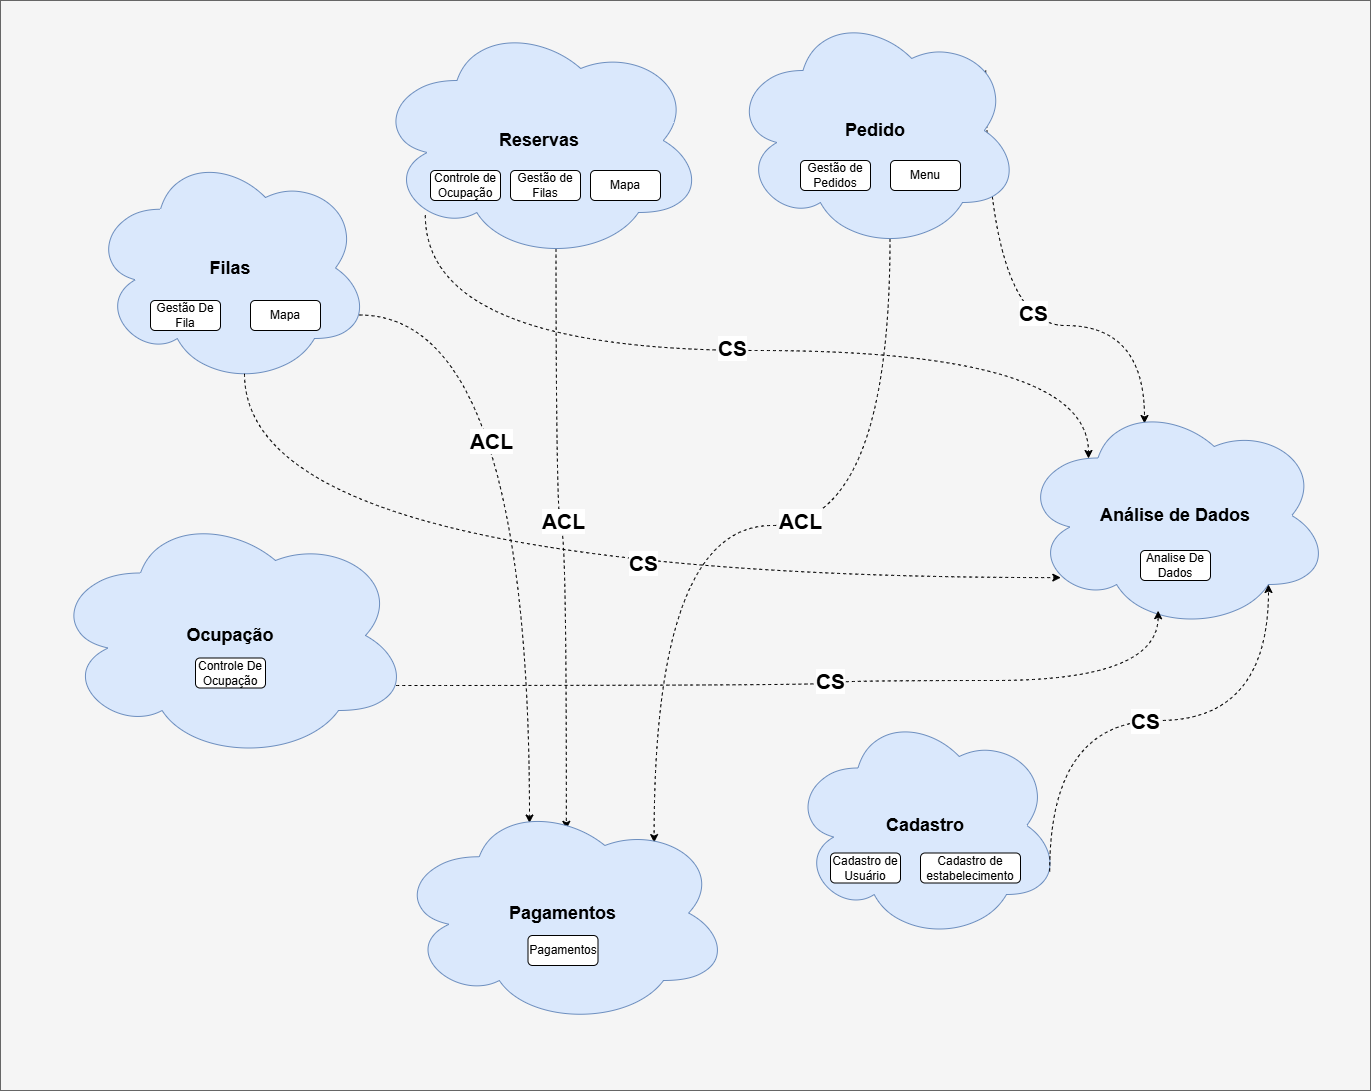 Pedido
Gestão de
Pedidos
Menu
Reservas
Controle de
Ocupação
Gestão de
Filas
Mapa
Filas
Gestão De
Fila
Mapa
CS
CS
ACL
ACL
ACL
CS
Análise de Dados
Analise De
Dados
Ocupação
Controle De
Ocupação
CS
CS
Cadastro
Cadastro de
Usuário
Cadastro de
estabelecimento
Pagamentos
Pagamentos